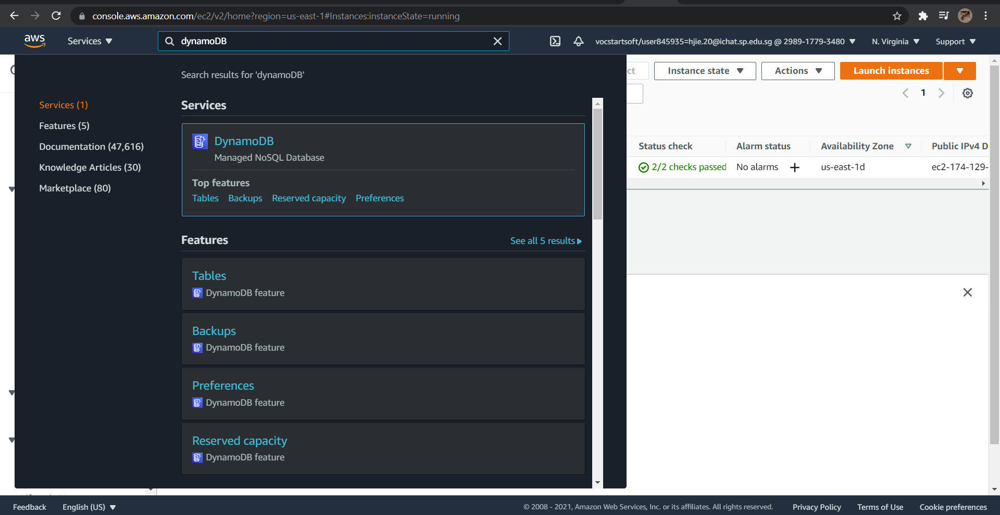 console.aws.amazon.com/ec2/v2/home?region=us-east-1#Instances:instanceState=running
aws
Services
dynamoDB
vocstartsoft/user845935=hjie.20@ichat.sp.edu.sg @ 2989-1779-3480
N. Virginia
Support
Search results for 'dynamoDB'
Services (1)
Features (5)
Documentation (47,616)
Knowledge Articles (30)
Marketplace (80)
Services
DynamoDB
Managed NoSQL Database
Top features
Tables Backups Reserved capacity Preferences
Features
See all 5 results
Tables
DynamoDB feature
Backups
DynamoDB feature
Preferences
DynamoDB feature
Reserved capacity
DynamoDB feature
ct
Instance state
Actions
Launch instances
1
Status check Alarm status Availability Zone Public IPv4 D
2/2 checks passed No alarms + us-east-1d ec2-174-129-
Feedback English (US)
© 2008 - 2021, Amazon Web Services, Inc. or its affiliates. All rights reserved. Privacy Policy Terms of Use Cookie preferences